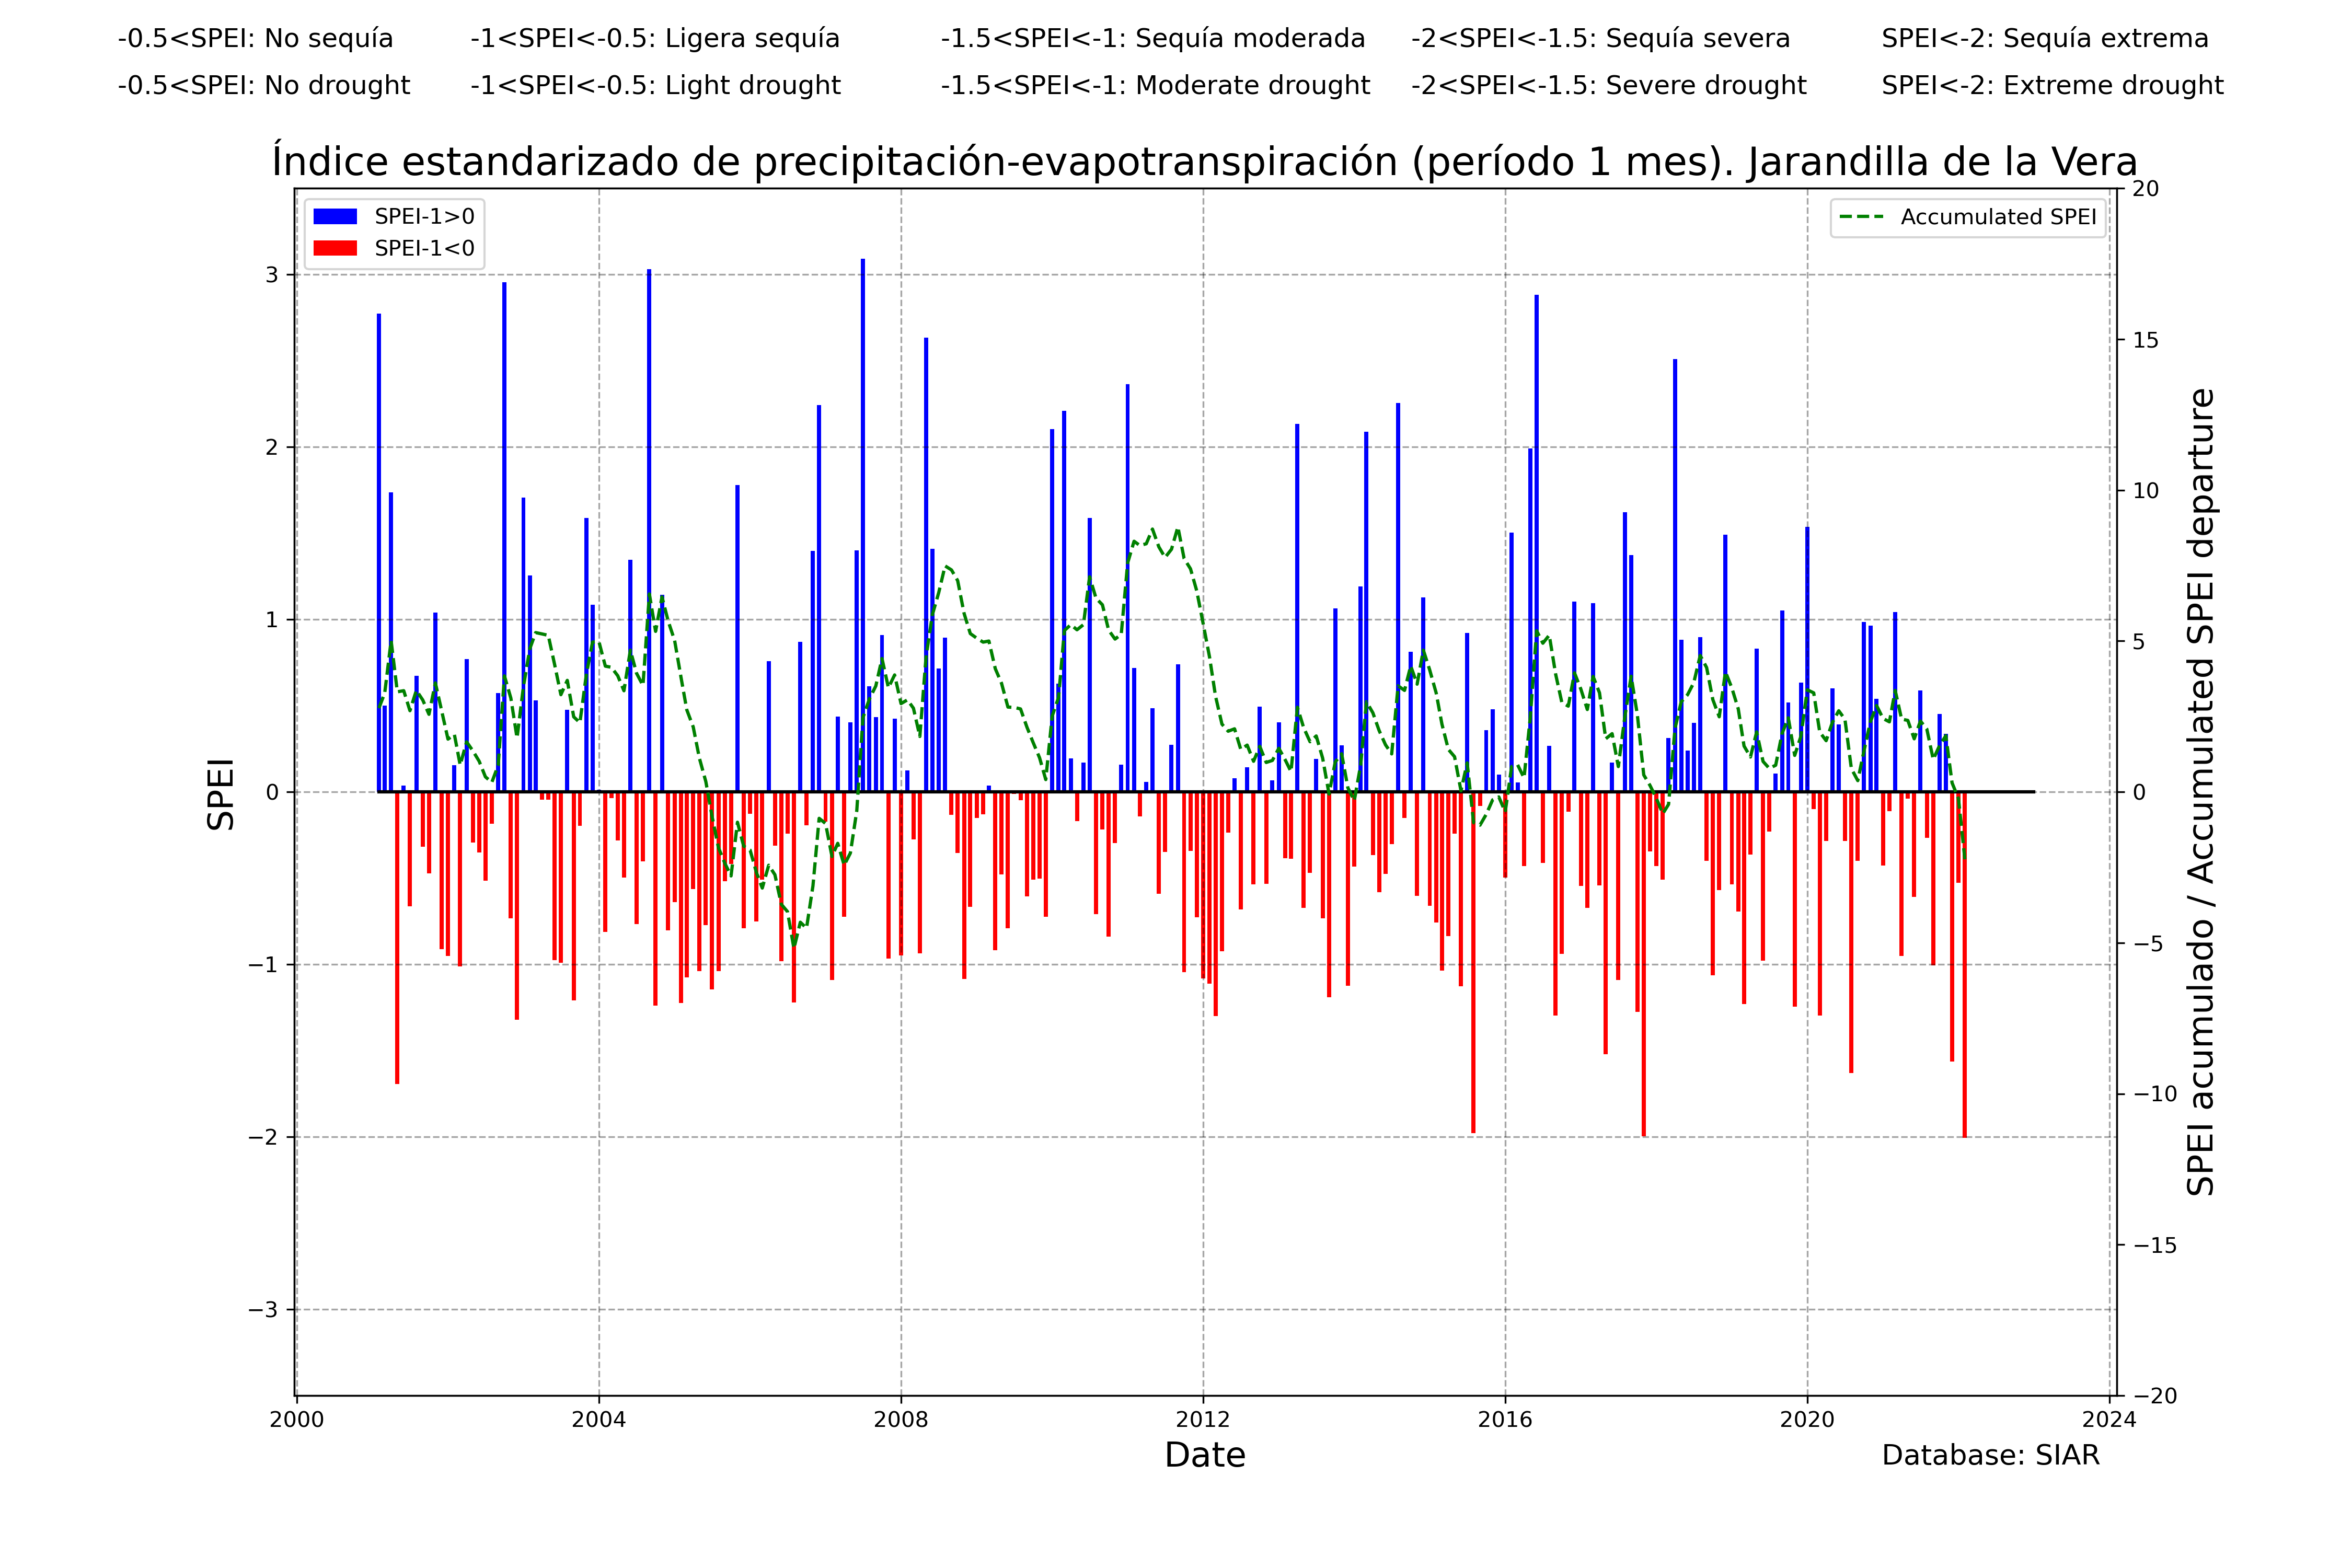 -0.5<SPEI: No sequía -1<SPEI<-0.5: Ligera sequía -1.5<SPEI<-1: Sequía moderada -2<SPEI<-1.5: Sequía severa SPEI<-2: Sequía extrema
-0.5<SPEI: No drought -1<SPEI<-0.5: Light drought -1.5<SPEI<-1: Moderate drought -2<SPEI<-1.5: Severe drought SPEI<-2: Extreme drought
Índice estandarizado de precipitación-evapotranspiración (período 1 mes). Jarandilla de la Vera
SPEI-1>0
SPEI-1<0
Accumulated SPEI
SPEI
3
2
1
0
−1
−2
−3
20
15
10
5
0
−5
−10
−15
−20
SPEI acumulado / Accumulated SPEI departure
2000 2004 2008 2012 2016 2020 2024
Date
Database: SIAR